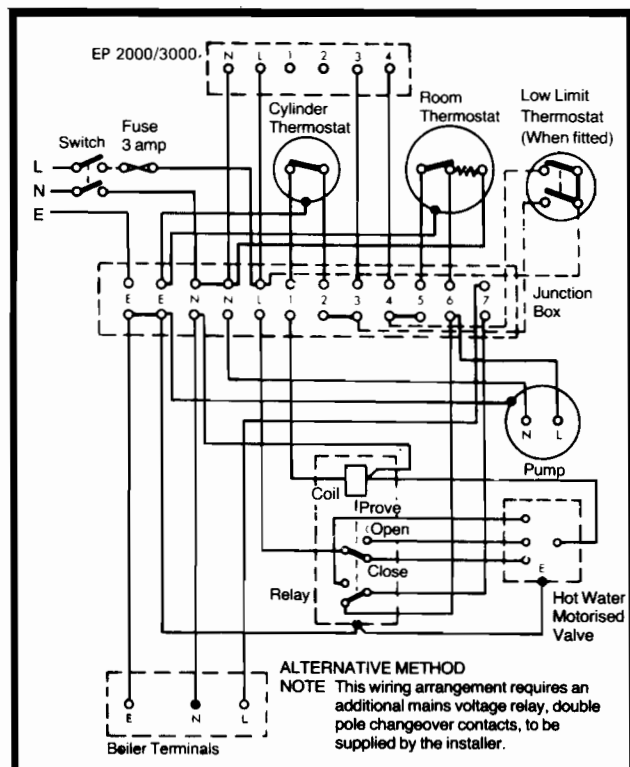 EP 2000/3000
N L 1 2 3 4
Cylinder
Thermostat
Room
Thermostat
Low Limit
Thermostat
(When fitted)
Switch
Fuse
3 amp
L
N
E
E E N N L 1 2 3 4 5 6 7
Junction
Box
N L
Pump
Coil
Prove
Open
Close
Relay
E
Hot Water
Motorised
Valve
ALTERNATIVE METHOD
NOTE This wiring arrangement requires an
additional mains voltage relay, double
pole changeover contacts, to be
supplied by the installer.
E N L
Boiler Terminals